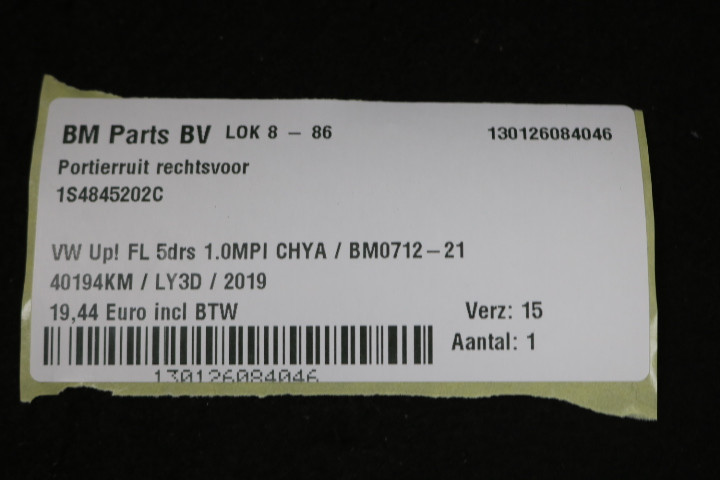 BM Parts BV LOK 8 - 86 130126084046
Portierruit rechtsvoor
1S4845202C
VW Up! FL 5drs 1.0MPI CHYA / BM0712-21
40194KM / LY3D / 2019
19,44 Euro incl BTW Verz: 15
Aantal: 1
130126084046